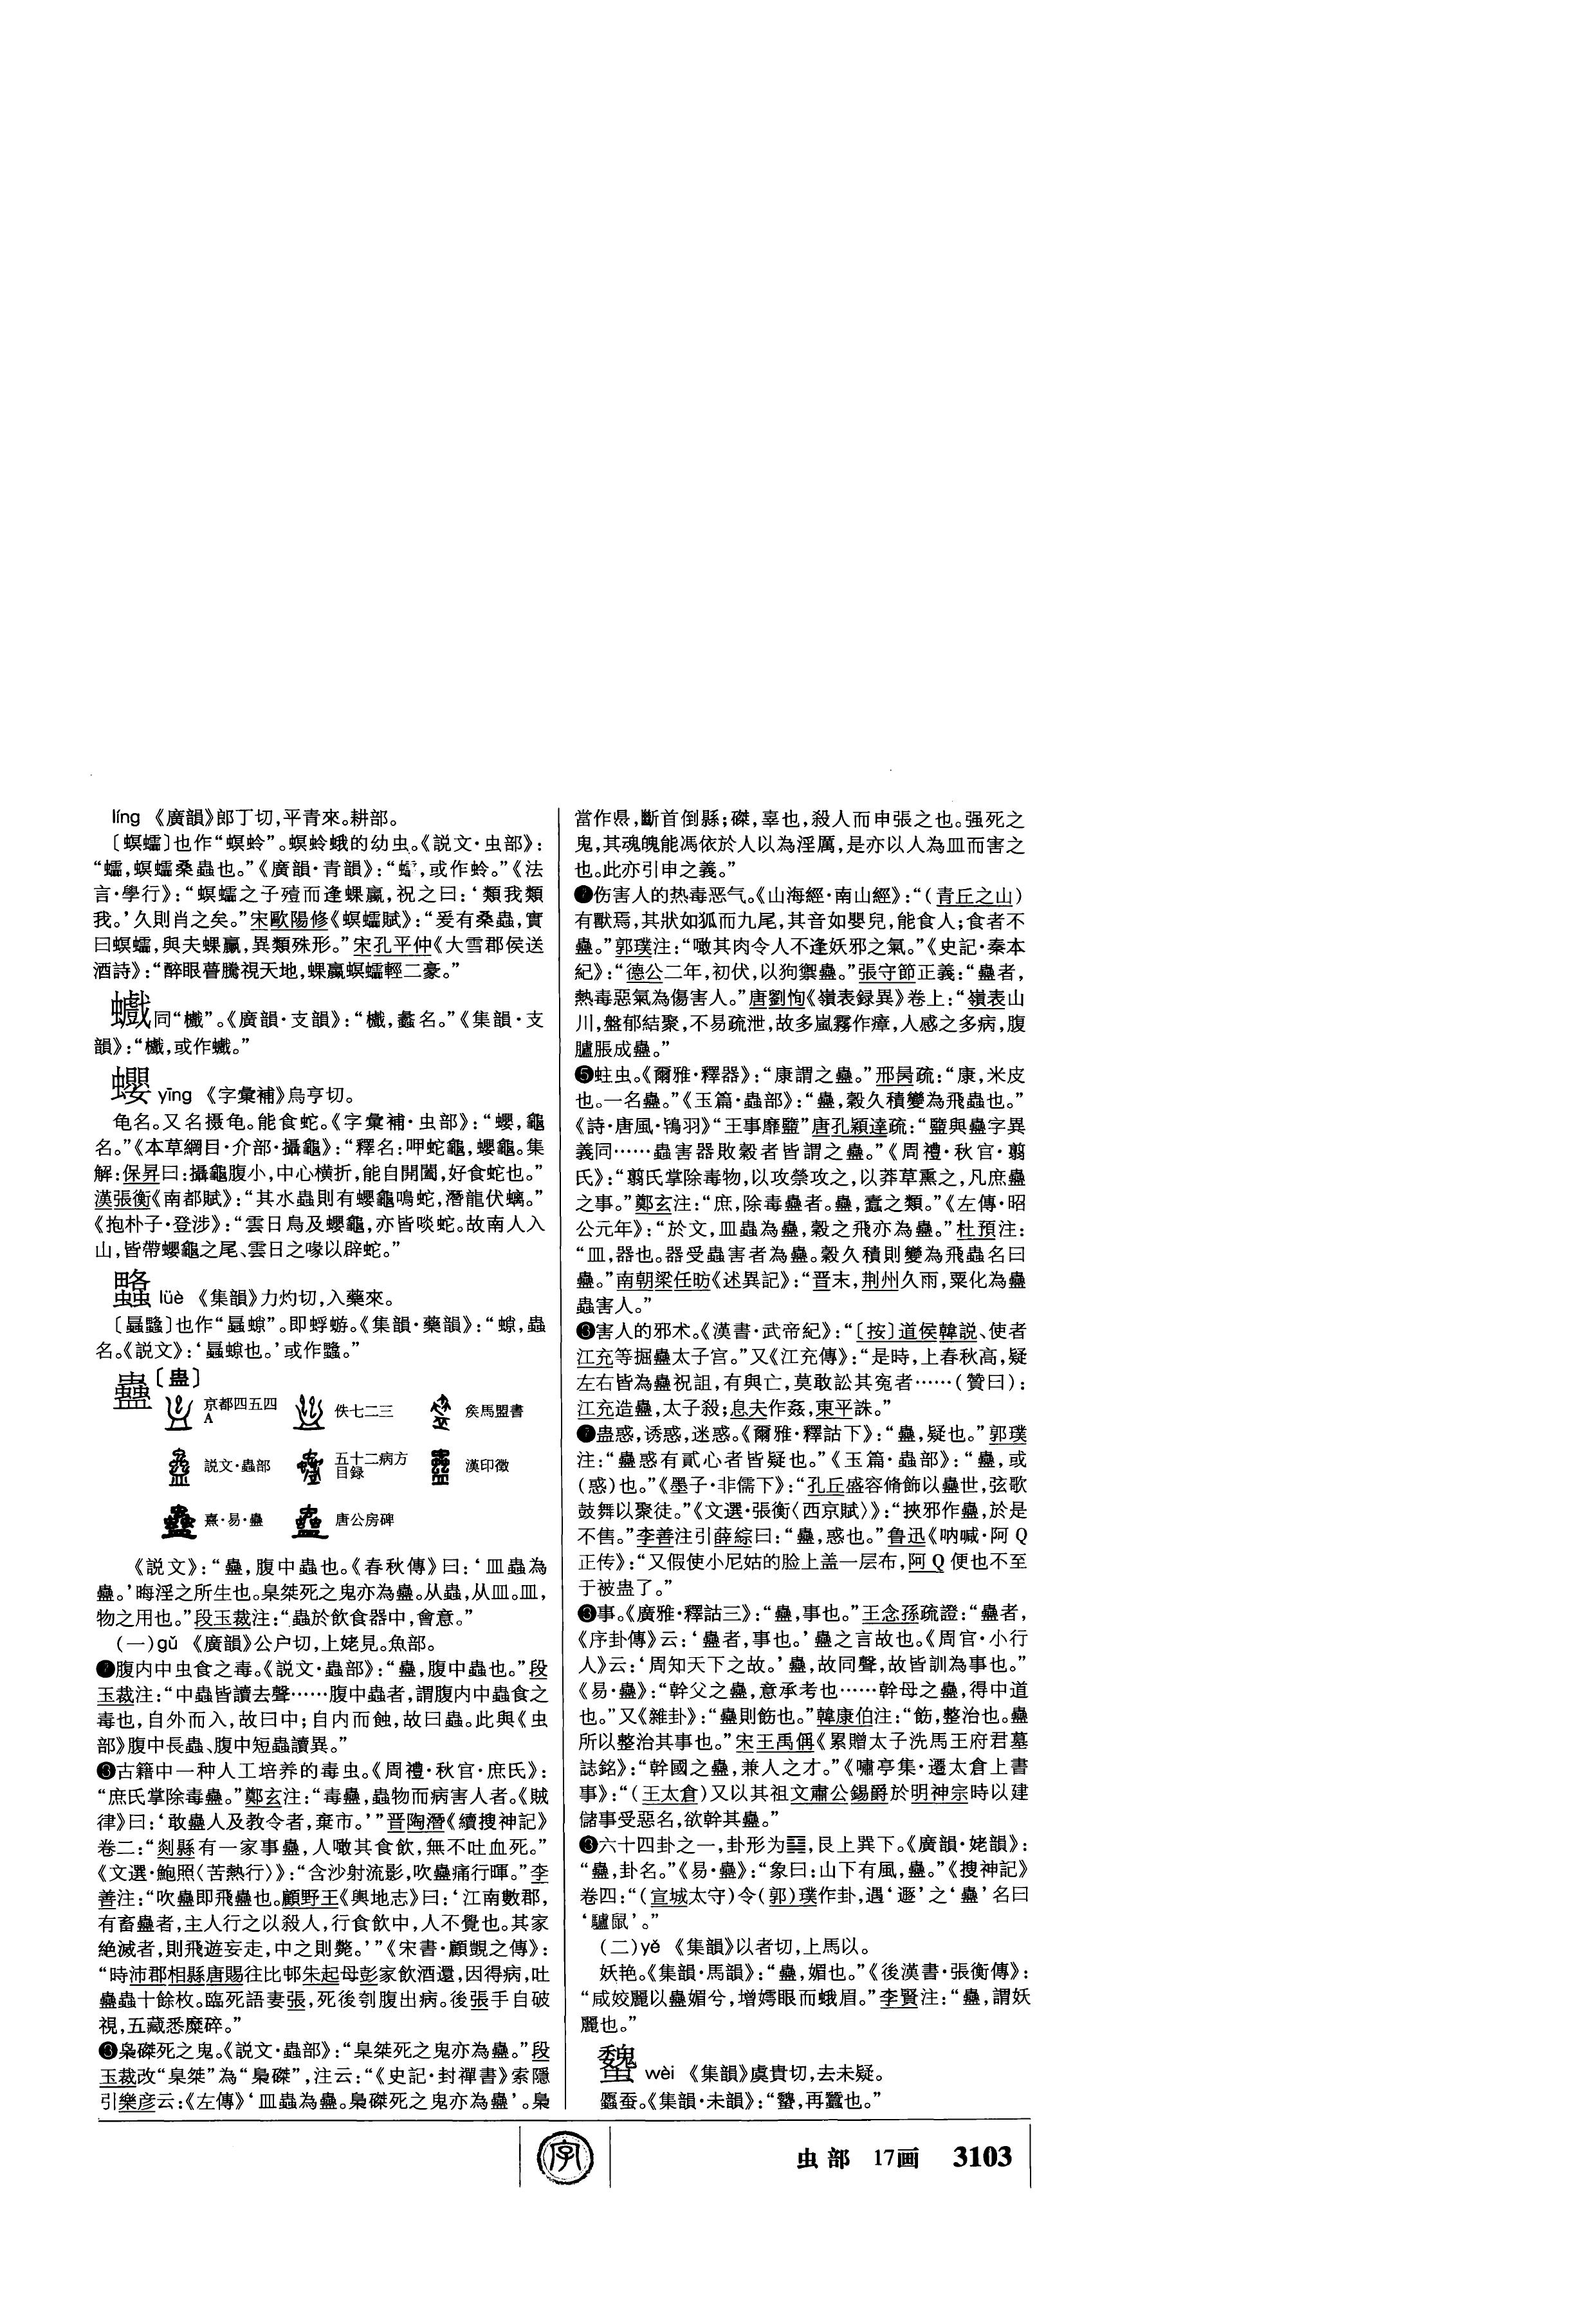 líng 《廣韻》郎丁切，平青來。耕部。
〔螟蠕〕也作“螟蛉”。螟蛉蛾的幼虫。《説文·虫部》：
“蠕，螟蠕桑蟲也。”《廣韻·青韻》：“ ，或作蛉。”《法
言·學行》：“螟蠕之子殪而逢蜾蠃，祝之曰：‘類我類
我。’久則肖之矣。”宋歐陽修《螟蠕賦》：“爰有桑蟲，實
曰螟蠕，與夫蜾蠃，異類殊形。”宋孔平仲《大雪郡侯送
酒詩》：“醉眼瞢騰視天地，蜾蠃螟蠕輕二豪。”
蠘同“㰕”。《廣韻·支韻》：“㰕，蠡名。”《集韻·支
韻》：“㰕，或作蠘。”
蠳 yīng 《字彙補》烏亨切。
龟名。又名摄龟。能食蛇。《字彙補·虫部》：“蠳，龜
名。”《本草綱目·介部·攝龜》：“釋名：呷蛇龜，蠳龜。集
解：保昇曰：攝龜腹小，中心横折，能自開闔，好食蛇也。”
漢張衡《南都賦》：“其水蟲則有蠳龜鳴蛇，潛龍伏螭。”
《抱朴子·登涉》：“雲日鳥及蠳龜，亦皆啖蛇。故南人入
山，皆帶蠳龜之尾、雲日之喙以辟蛇。”
lüè 《集韻》力灼切，入藥來。
〔䗬 〕也作“䗬 ”。即蜉蝣。《集韻·藥韻》：“ ，蟲
名。《説文》：‘䗬 也。’或作 。”
蠱〔蛊〕
京都四五四A 佚七二三 矦馬盟書
説文·蟲部 五十二病方目録 漢印徵
熹·易·蠱 唐公房碑
《説文》：“蠱，腹中蟲也。《春秋傳》曰：‘皿蟲為
蠱。’晦淫之所生也。臬桀死之鬼亦為蠱。从蟲，从皿。皿，
物之用也。”段玉裁注：“蟲於飲食器中，會意。”
（一）gǔ 《廣韻》公户切，上姥見。魚部。
腹内中虫食之毒。《説文·蟲部》：“蠱，腹中蟲也。”段
玉裁注：“中蟲皆讀去聲……腹中蟲者，謂腹内中蟲食之
毒也，自外而入，故曰中；自内而蝕，故曰蟲。此與《虫
部》腹中長蟲、腹中短蟲讀異。”
古籍中一种人工培养的毒虫。《周禮·秋官·庶氏》：
“庶氏掌除毒蠱。”鄭玄注：“毒蠱，蟲物而病害人者。《賊
律》曰：‘敢蠱人及教令者，棄市。’”晋陶潛《續搜神記》
卷二：“剡縣有一家事蠱，人噉其食飲，無不吐血死。”
《文選·鮑照〈苦熱行〉》：“含沙射流影，吹蠱痛行暉。”李
善注：“吹蠱即飛蠱也。顧野王《輿地志》曰：‘江南數郡，
有畜蠱者，主人行之以殺人，行食飲中，人不覺也。其家
絶滅者，則飛遊妄走，中之則斃。’”《宋書·顧覬之傳》：
“時沛郡相縣唐賜往比邨朱起母彭家飲酒還，因得病，吐
蠱蟲十餘枚。臨死語妻張，死後刳腹出病。後張手自破
視，五藏悉糜碎。”
枭磔死之鬼。《説文·蟲部》：“臬桀死之鬼亦為蠱。”段
玉裁改“臬桀”為“梟磔”，注云：“《史記·封禪書》索隱
引樂彦云：《左傳》‘皿蟲為蠱。梟磔死之鬼亦為蠱’。梟
當作県，斷首倒縣；磔，辜也，殺人而申張之也。强死之
鬼，其魂魄能馮依於人以為淫厲，是亦以人為皿而害之
也。此亦引申之義。”
伤害人的热毒恶气。《山海經·南山經》：“（青丘之山）
有獸焉，其狀如狐而九尾，其音如嬰兒，能食人；食者不
蠱。”郭璞注：“噉其肉令人不逢妖邪之氣。”《史記·秦本
紀》：“德公二年，初伏，以狗禦蠱。”張守節正義：“蠱者，
熱毒惡氣為傷害人。”唐劉恂《嶺表録異》卷上：“嶺表山
川，盤郁結聚，不易疏泄，故多嵐霧作瘴，人感之多病，腹
臚脹成蠱。”
❺蛀虫。《爾雅·釋器》：“康謂之蠱。”邢昺疏：“康，米皮
也。一名蠱。”《玉篇·蟲部》：“蠱，穀久積變為飛蟲也。”
《詩·唐風·鴇羽》“王事靡盬”唐孔穎達疏：“盬與蠱字異
義同……蟲害器敗穀者皆謂之蠱。”《周禮·秋官·翦
氏》：“翦氏掌除毒物，以攻禜攻之，以莽草熏之，凡庶蠱
之事。”鄭玄注：“庶，除毒蠱者。蠱，蠹之類。”《左傳·昭
公元年》：“於文，皿蟲為蠱，穀之飛亦為蠱。”杜預注：
“皿，器也。器受蟲害者為蠱。穀久積則變為飛蟲名曰
蠱。”南朝梁任昉《述異記》：“晋末，荆州久雨，粟化為蠱
蟲害人。”
害人的邪术。《漢書·武帝紀》：“〔按〕道侯韓説、使者
江充等掘蠱太子宫。”又《江充傳》：“是時，上春秋高，疑
左右皆為蠱祝詛，有與亡，莫敢訟其冤者……（贊曰）：
江充造蠱，太子殺；息夫作姦，東平誅。”
蛊惑，诱惑，迷惑。《爾雅·釋詁下》：“蠱，疑也。”郭璞
注：“蠱惑有貳心者皆疑也。”《玉篇·蟲部》：“蠱，或
（惑）也。”《墨子·非儒下》：“孔丘盛容脩飾以蠱世，弦歌
鼓舞以聚徒。”《文選·張衡〈西京賦〉》：“挾邪作蠱，於是
不售。”李善注引薛綜曰：“蠱，惑也。”鲁迅《呐喊·阿Q
正传》：“又假使小尼姑的脸上盖一层布，阿Q便也不至
于被蛊了。”
事。《廣雅·釋詁三》：“蠱，事也。”王念孫疏證：“蠱者，
《序卦傳》云：‘蠱者，事也。’蠱之言故也。《周官·小行
人》云：‘周知天下之故。’蠱，故同聲，故皆訓為事也。”
《易·蠱》：“幹父之蠱，意承考也……幹母之蠱，得中道
也。”又《雜卦》：“蠱則飭也。”韓康伯注：“飭，整治也。蠱
所以整治其事也。”宋王禹偁《累贈太子洗馬王府君墓
誌銘》：“幹國之蠱，兼人之才。”《嘯亭集·遷太倉上書
事》：“（王太倉）又以其祖文肅公錫爵於明神宗時以建
儲事受惡名，欲幹其蠱。”
六十四卦之一，卦形为䷑，艮上巽下。《廣韻·姥韻》：
“蠱，卦名。”《易·蠱》：“象曰：山下有風，蠱。”《搜神記》
卷四：“（宣城太守）令（郭）璞作卦，遇‘遯’之‘蠱’名曰
‘驢鼠’。”
（二）yě 《集韻》以者切，上馬以。
妖艳。《集韻·馬韻》：“蠱，媚也。”《後漢書·張衡傳》：
“咸姣麗以蠱媚兮，增嫮眼而蛾眉。”李賢注：“蠱，謂妖
麗也。”
wèi 《集韻》虞貴切，去未疑。
蠠蚕。《集韻·未韻》：“ ，再蠶也。”
字
虫部 17画 3103